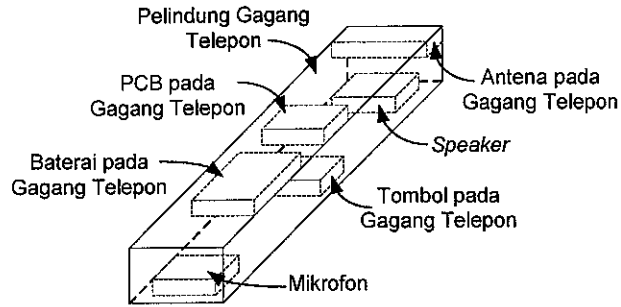 Pelindung Gagang
Telepon
PCB pada
Gagang Telepon
Antena pada
Gagang Telepon
Speaker
Baterai pada
Gagang Telepon
Tombol pada
Gagang Telepon
Mikrofon